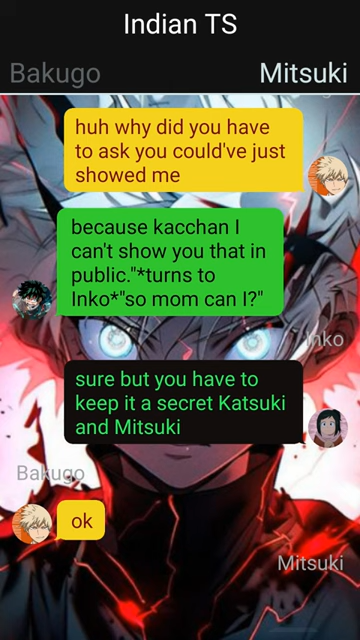 Indian TS
Bakugo
Mitsuki
huh why did you have
to ask you could've just
showed me
because kacchan I
can't show you that in
public."*turns to
Inko*"so mom can I?"
Inko
sure but you have to
keep it a secret Katsuki
and Mitsuki
Bakugo
ok
Mitsuki